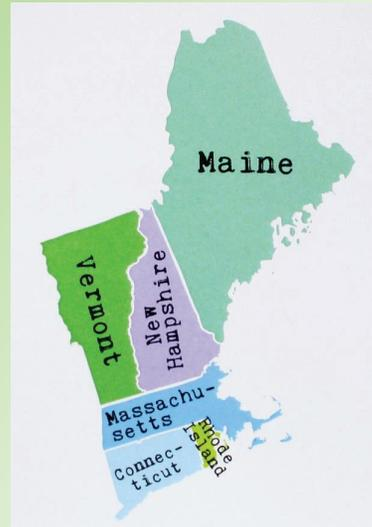 Maine
Vermont
New
Hampshire
Massachu-
setts
Rhode
Island
Connec-
ticut